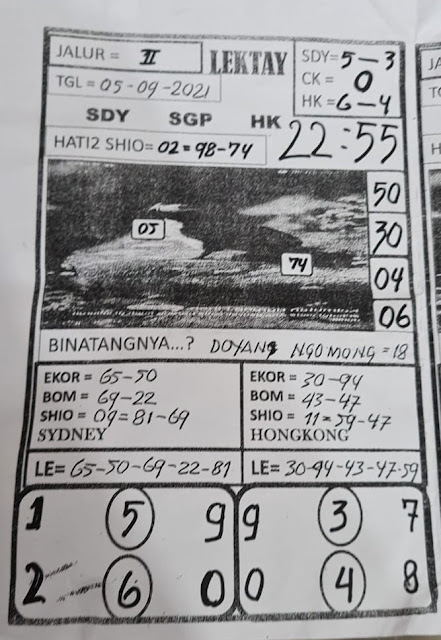 JALUR = II
LEKTAY
SDY=5-3
CK = 0
HK=6-4
TGL = 05-09-2021
SDY SGP HK
22:55
HATI2 SHIO= 02=98-74
50
05
30
74
04
06
BINATANGNYA...? DOYANG NGOMONG =18
EKOR = 65-50
BOM = 69-22
SHIO = 09=81-69
SYDNEY
EKOR = 30-94
BOM = 43-47
SHIO = 11=59-47
HONGKONG
LE= 65-50-69-22-81
LE= 30-94-43-47-59
1 5 9
2 6 0
9 3 7
0 4 8
JA
H